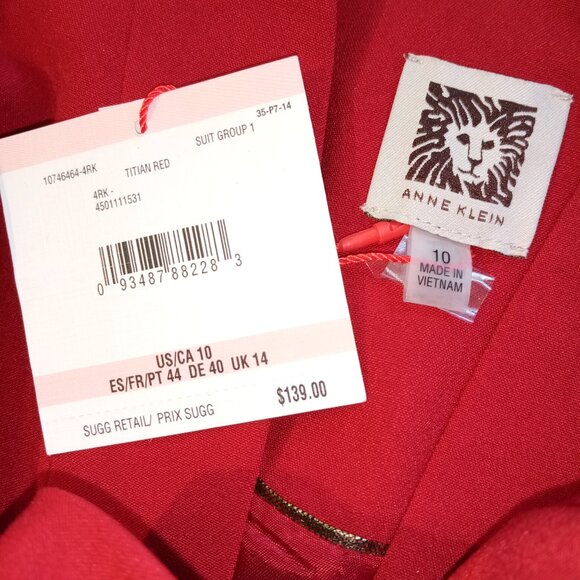 35-P7-14
SUIT GROUP 1
10746464-4RK TITIAN RED
4RK -
4501111531
0 93487 88228 3
US/CA 10
ES/FR/PT 44 DE 40 UK 14
$139.00
SUGG RETAIL/ PRIX SUGG
ANNE KLEIN
10
MADE IN
VIETNAM